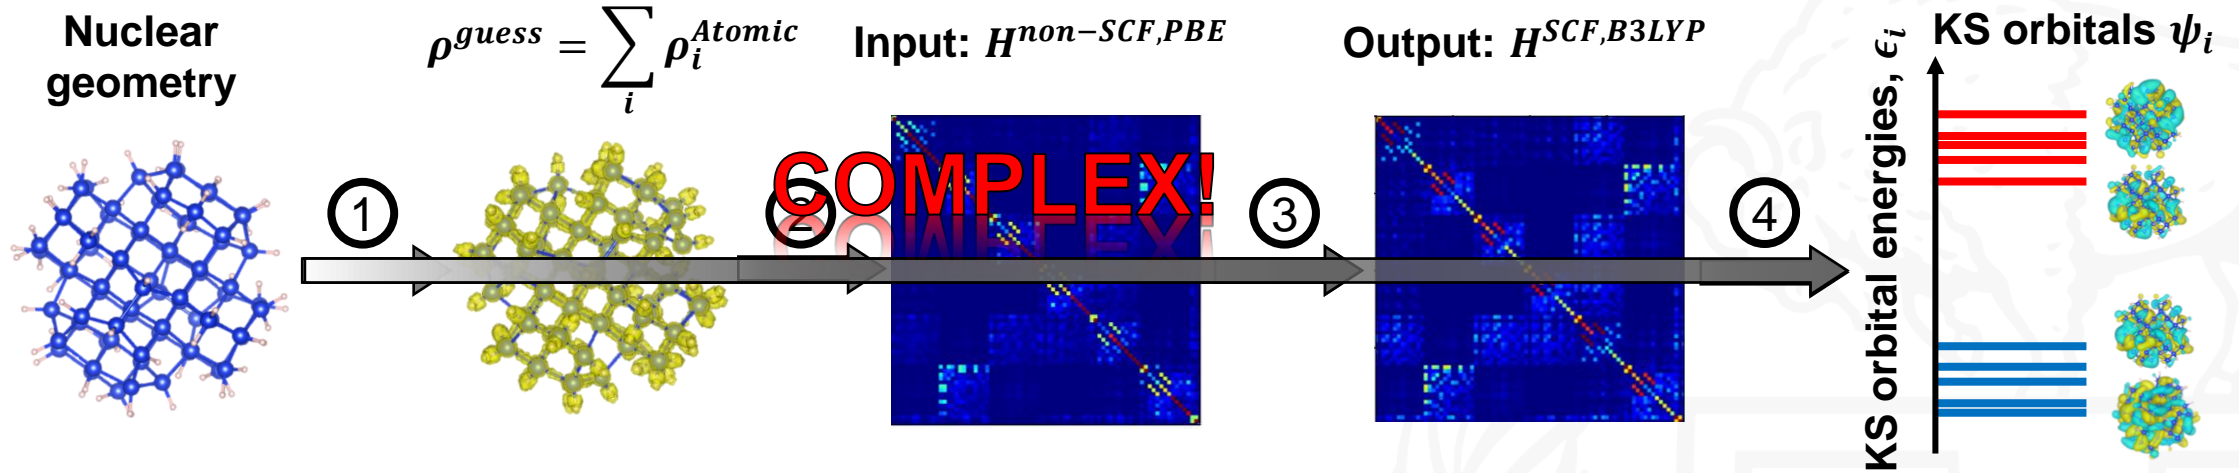 Nuclear
geometry
ρ^guess = ∑_i ρ_i^Atomic
Input: H^non−SCF,PBE
Output: H^SCF,B3LYP
KS orbitals ψ_i
KS orbital energies, ϵ_i
COMPLEX!
1
2
3
4